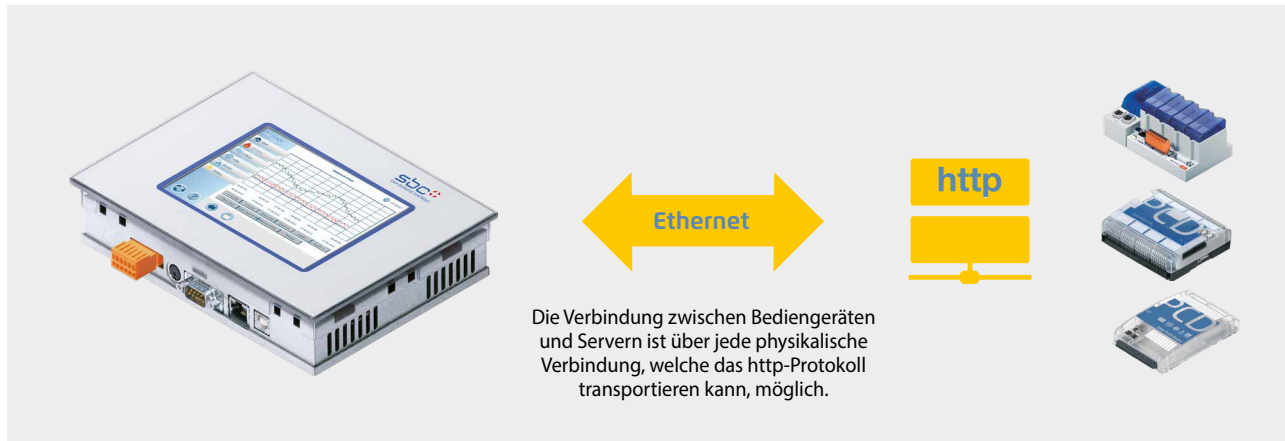 sbc
Ethernet
http
Die Verbindung zwischen Bediengeräten
und Servern ist über jede physikalische
Verbindung, welche das http-Protokoll
transportieren kann, möglich.
PCD
PCD